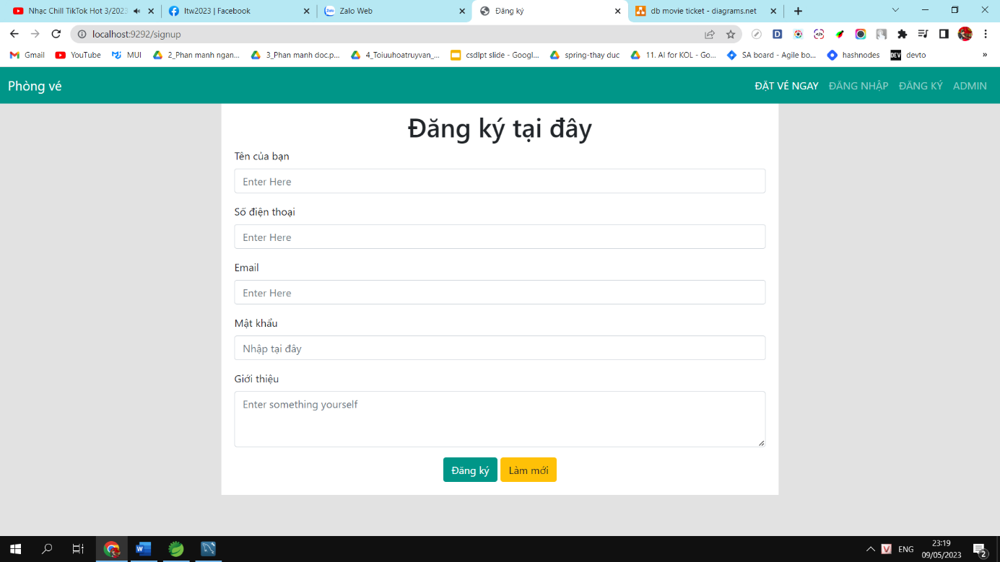 Nhạc Chill TikTok Hot 3/2023
ltw2023 | Facebook
Zalo Web
Đăng ký
db movie ticket - diagrams.net
localhost:9292/signup
Gmail
YouTube
MUI
2_Phan manh ngan...
3_Phan manh doc.p...
4_Toiuuhoatruyvan_...
csdlpt slide - Googl...
spring-thay duc
11. AI for KOL - Go...
SA board - Agile bo...
hashnodes
DEV
devto
»
Phòng vé
ĐẶT VÉ NGAY
ĐĂNG NHẬP
ĐĂNG KÝ
ADMIN
Đăng ký tại đây
Tên của bạn
Enter Here
Số điện thoại
Enter Here
Email
Enter Here
Mật khẩu
Nhập tại đây
Giới thiệu
Enter something yourself
Đăng ký
Làm mới
ENG
23:19
09/05/2023
2